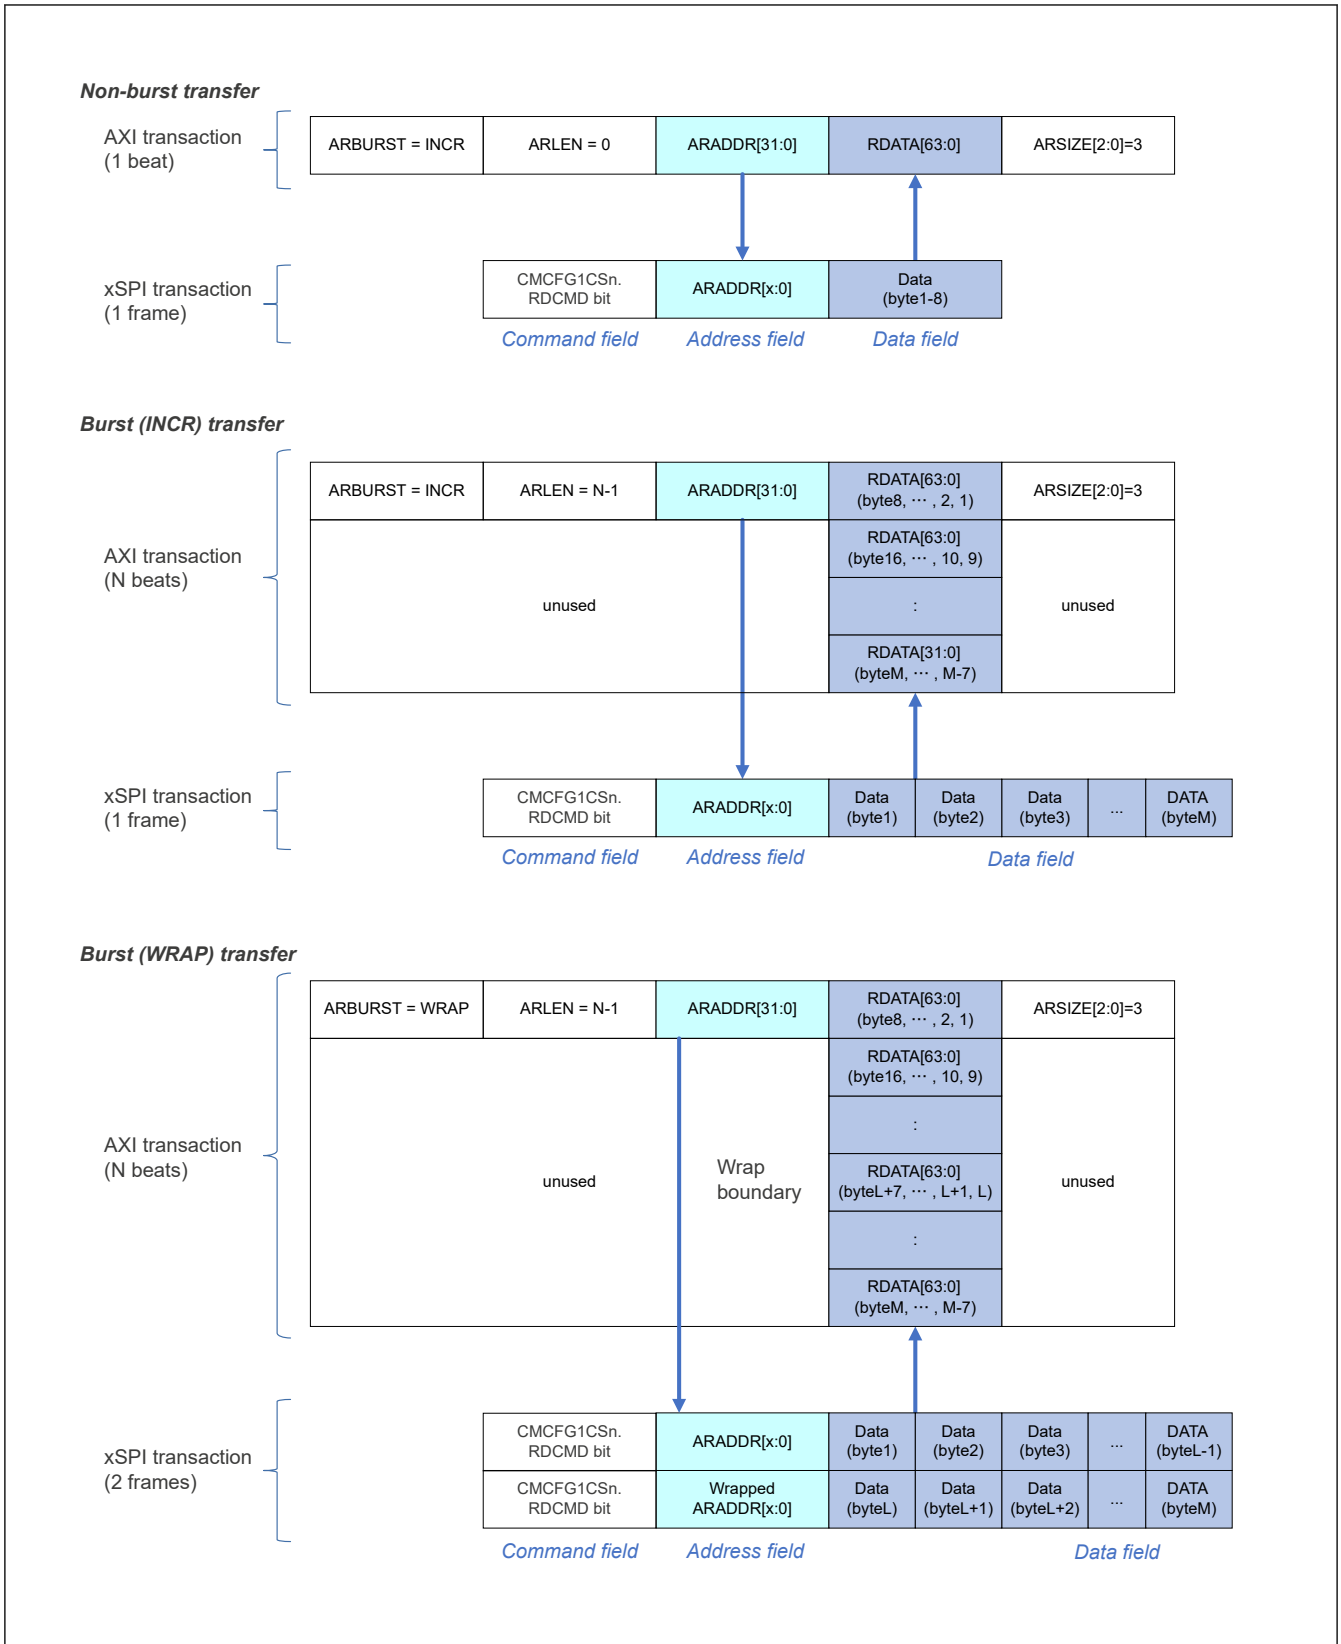 Non-burst transfer
AXI transaction
(1 beat)
ARBURST = INCR
ARLEN = 0
ARADDR[31:0]
RDATA[63:0]
ARSIZE[2:0]=3
xSPI transaction
(1 frame)
CMCFG1CSn.
RDCMD bit
ARADDR[x:0]
Data
(byte1-8)
Command field
Address field
Data field
Burst (INCR) transfer
AXI transaction
(N beats)
ARBURST = INCR
ARLEN = N-1
ARADDR[31:0]
RDATA[63:0]
(byte8, ··· , 2, 1)
ARSIZE[2:0]=3
unused
RDATA[63:0]
(byte16, ··· , 10, 9)
:
RDATA[31:0]
(byteM, ··· , M-7)
unused
xSPI transaction
(1 frame)
CMCFG1CSn.
RDCMD bit
ARADDR[x:0]
Data
(byte1)
Data
(byte2)
Data
(byte3)
...
DATA
(byteM)
Command field
Address field
Data field
Burst (WRAP) transfer
AXI transaction
(N beats)
ARBURST = WRAP
ARLEN = N-1
ARADDR[31:0]
RDATA[63:0]
(byte8, ··· , 2, 1)
ARSIZE[2:0]=3
unused
Wrap
boundary
RDATA[63:0]
(byte16, ··· , 10, 9)
:
RDATA[63:0]
(byteL+7, ··· , L+1, L)
:
RDATA[63:0]
(byteM, ··· , M-7)
unused
xSPI transaction
(2 frames)
CMCFG1CSn.
RDCMD bit
ARADDR[x:0]
Data
(byte1)
Data
(byte2)
Data
(byte3)
...
DATA
(byteL-1)
CMCFG1CSn.
RDCMD bit
Wrapped
ARADDR[x:0]
Data
(byteL)
Data
(byteL+1)
Data
(byteL+2)
...
DATA
(byteM)
Command field
Address field
Data field